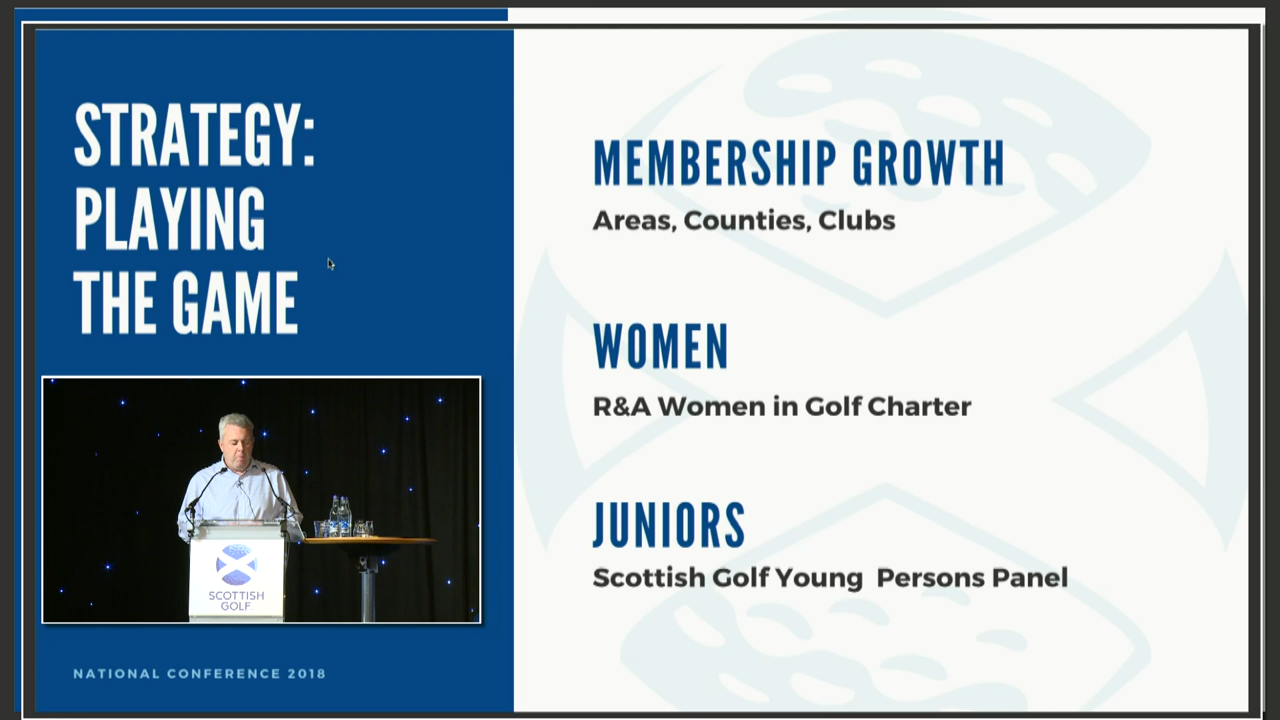 STRATEGY:
PLAYING
THE GAME
MEMBERSHIP GROWTH
Areas, Counties, Clubs
WOMEN
R&A Women in Golf Charter
JUNIORS
Scottish Golf Young  Persons Panel
SCOTTISH
GOLF
NATIONAL CONFERENCE 2018